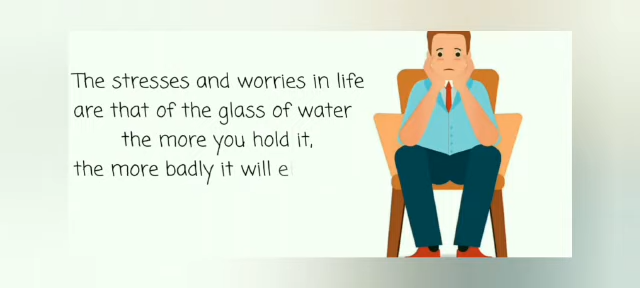 The stresses and worries in life
are that of the glass of water
the more you hold it,
the more badly it will e